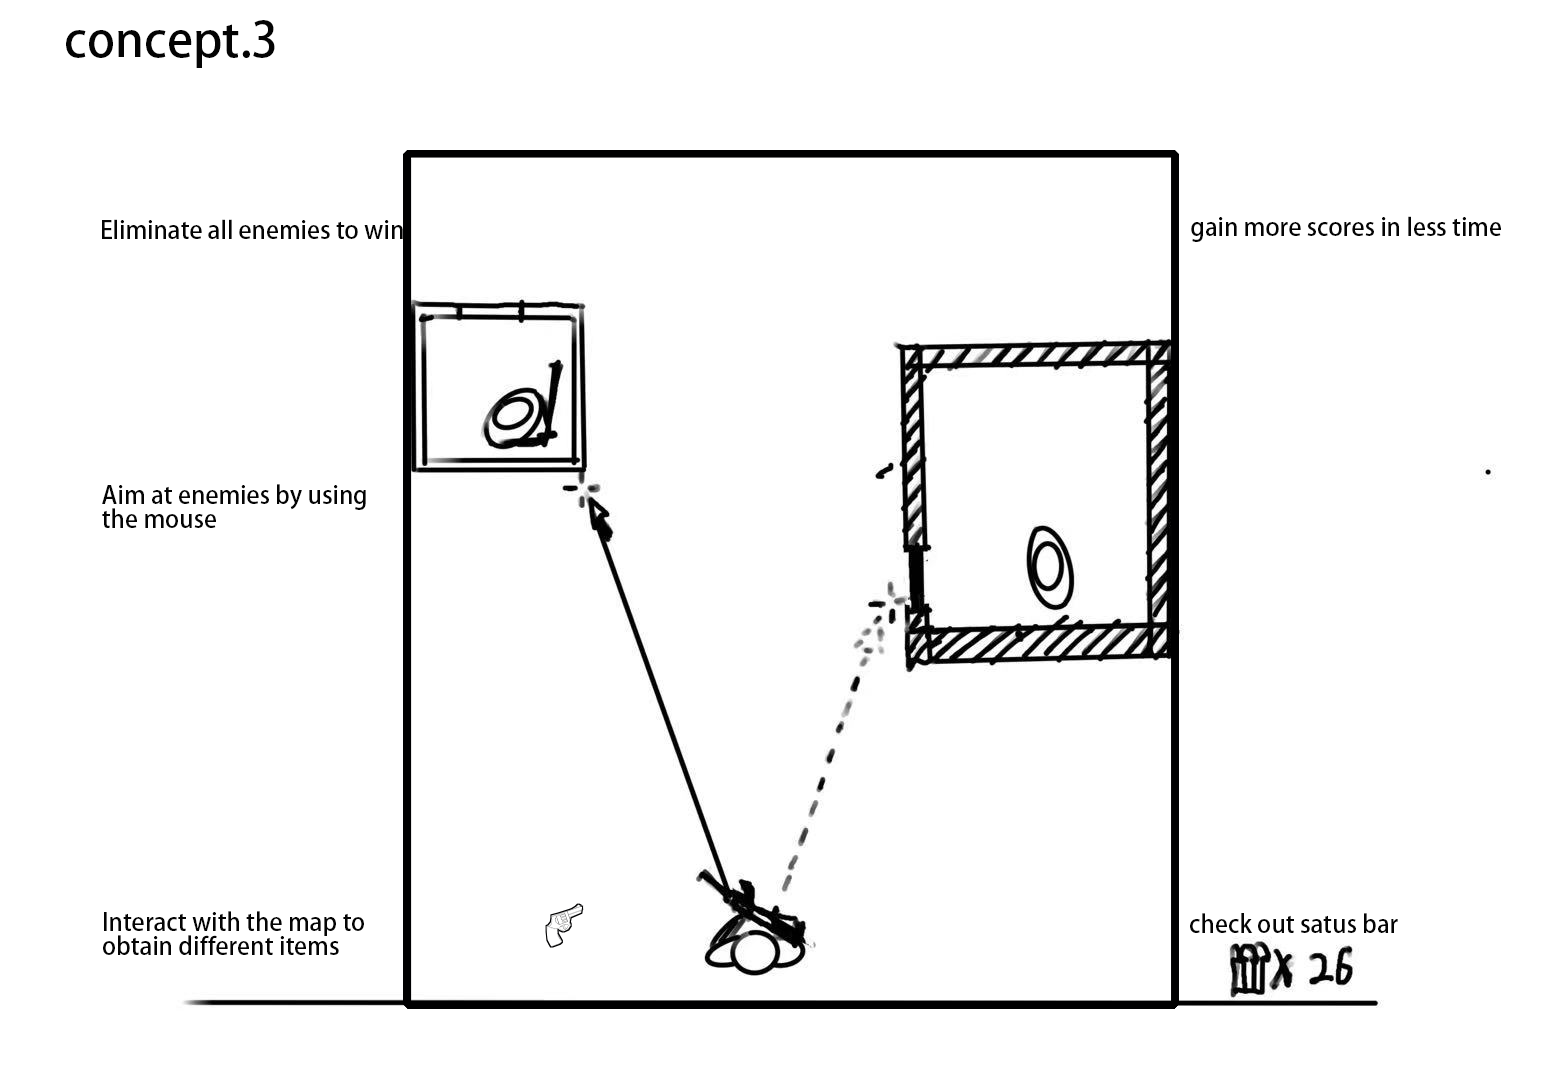 concept.3
Eliminate all enemies to win
gain more scores in less time
Aim at enemies by using
the mouse
Interact with the map to
obtain different items
check out satus bar
X 26